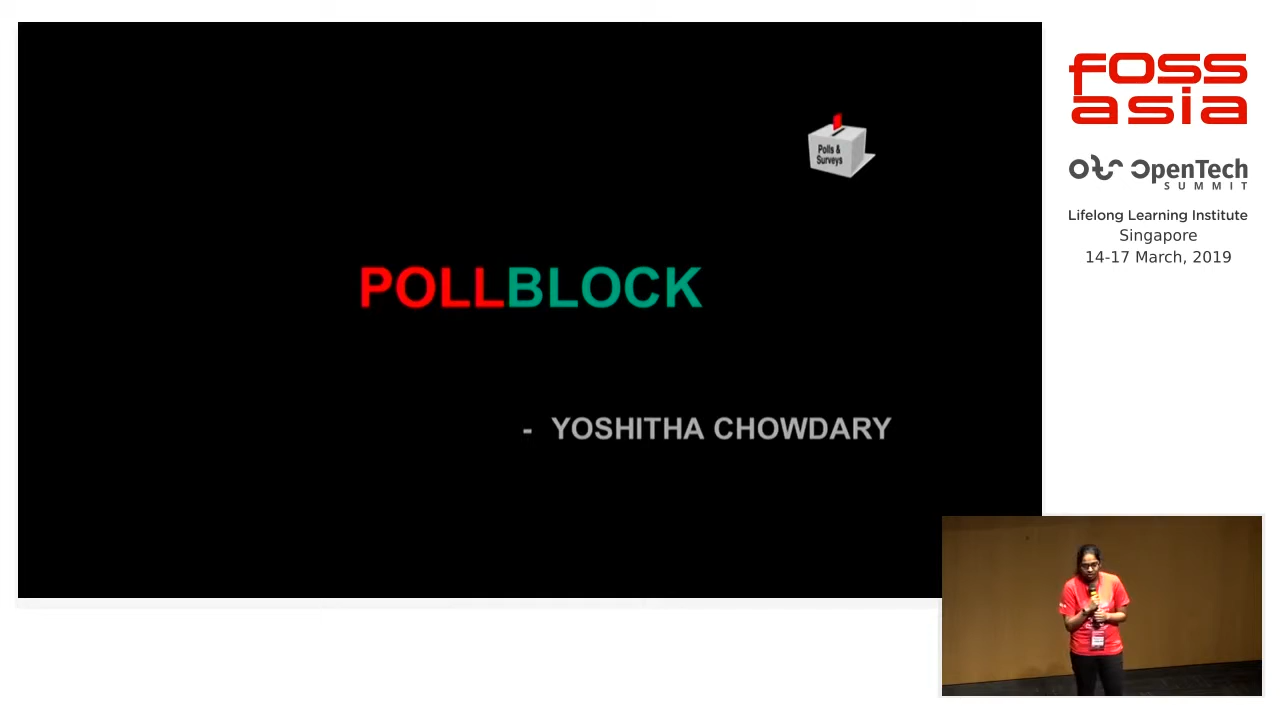 Polls &
Surveys
POLLBLOCK
- YOSHITHA CHOWDARY
foss
asia
OpenTech
SUMMIT
Lifelong Learning Institute
Singapore
14-17 March, 2019